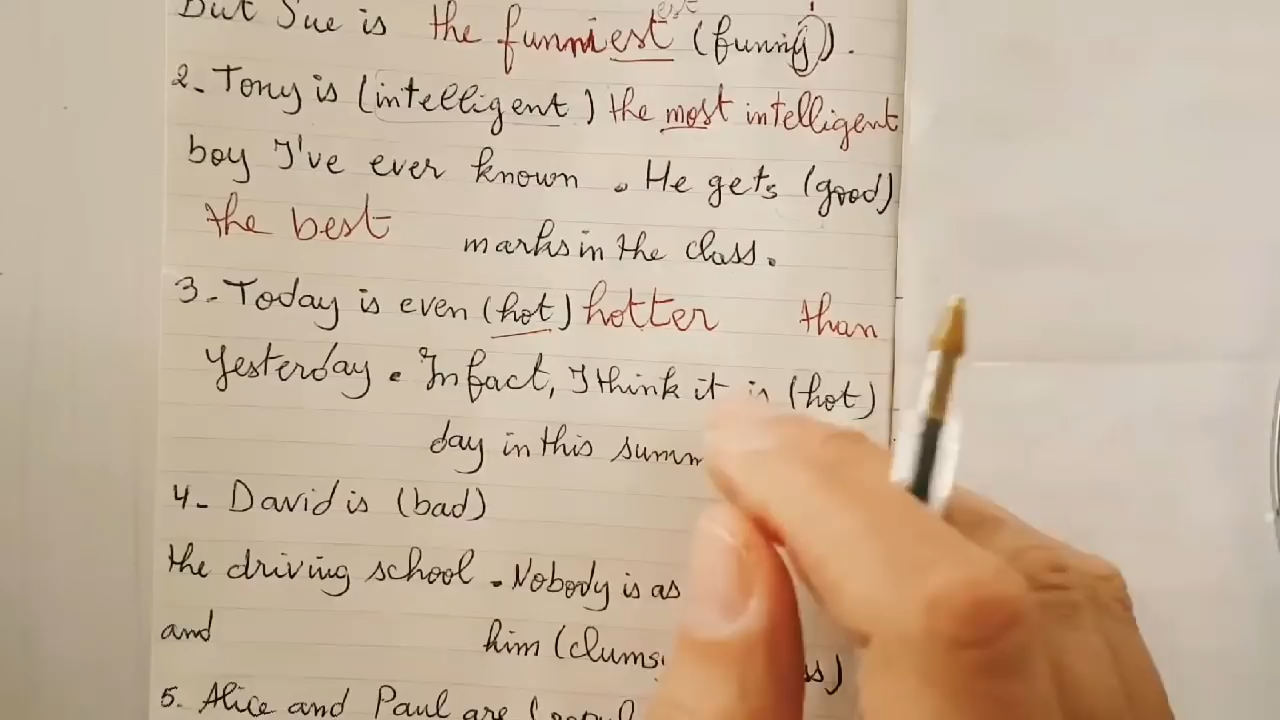 But Sue is the funniest (funny).
2- Tony is (intelligent) the most intelligent
boy I've ever known. He gets (good)
the best marks in the class.
3- Today is even (hot) hotter than
yesterday. In fact, I think it is (hot)
day in this
4- David is (bad)
the driving school. Nobody is as
and him
5. Alice and Paul are